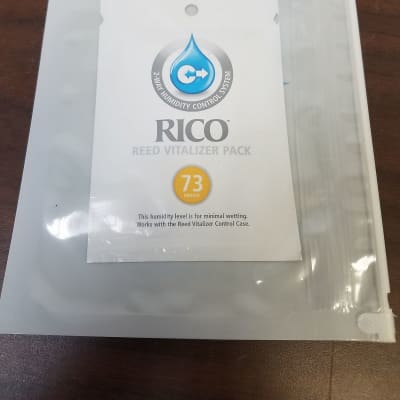 2-WAY HUMIDITY CONTROL SYSTEM
RICO
REED VITALIZER PACK
73
This humidity level is for minimal wetting.
Works with the Reed Vitalizer Control Case.